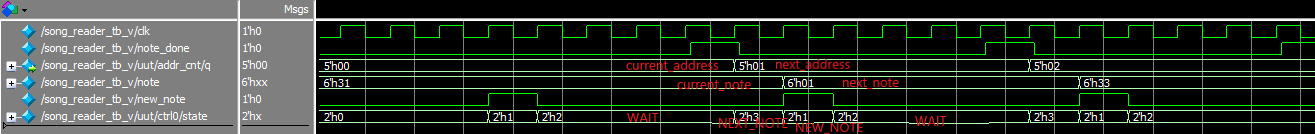 Msgs
/song_reader_tb_v/clk 1'h0
/song_reader_tb_v/note_done 1'h0
/song_reader_tb_v/uut/addr_cnt/q 5'h00 5'h00 current_address 5'h01 next_address 5'h02
/song_reader_tb_v/note 6'hxx 6'h31 current_note 6'h01 next_note 6'h33
/song_reader_tb_v/new_note 1'h0
/song_reader_tb_v/uut/ctrl0/state 2'hx 2'h0 2'h1 2'h2 WAIT 2'h3 2'h1 2'h2 WAIT 2'h3 2'h1 2'h2
NEXT_NOTE NEW_NOTE